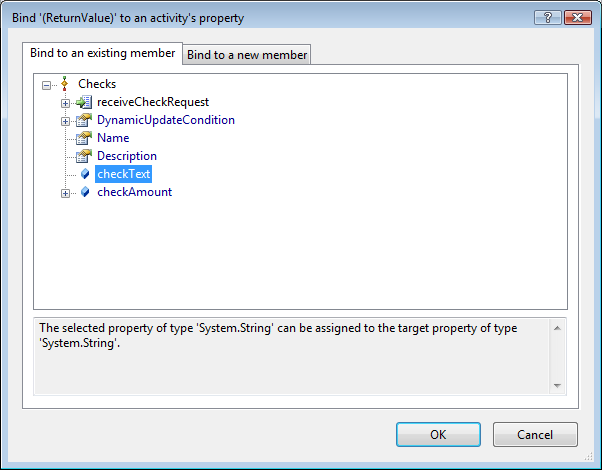 Bind '(ReturnValue)' to an activity's property
Bind to an existing member
Bind to a new member
Checks
receiveCheckRequest
DynamicUpdateCondition
Name
Description
checkText
checkAmount
The selected property of type 'System.String' can be assigned to the target property of type
'System.String'.
OK
Cancel